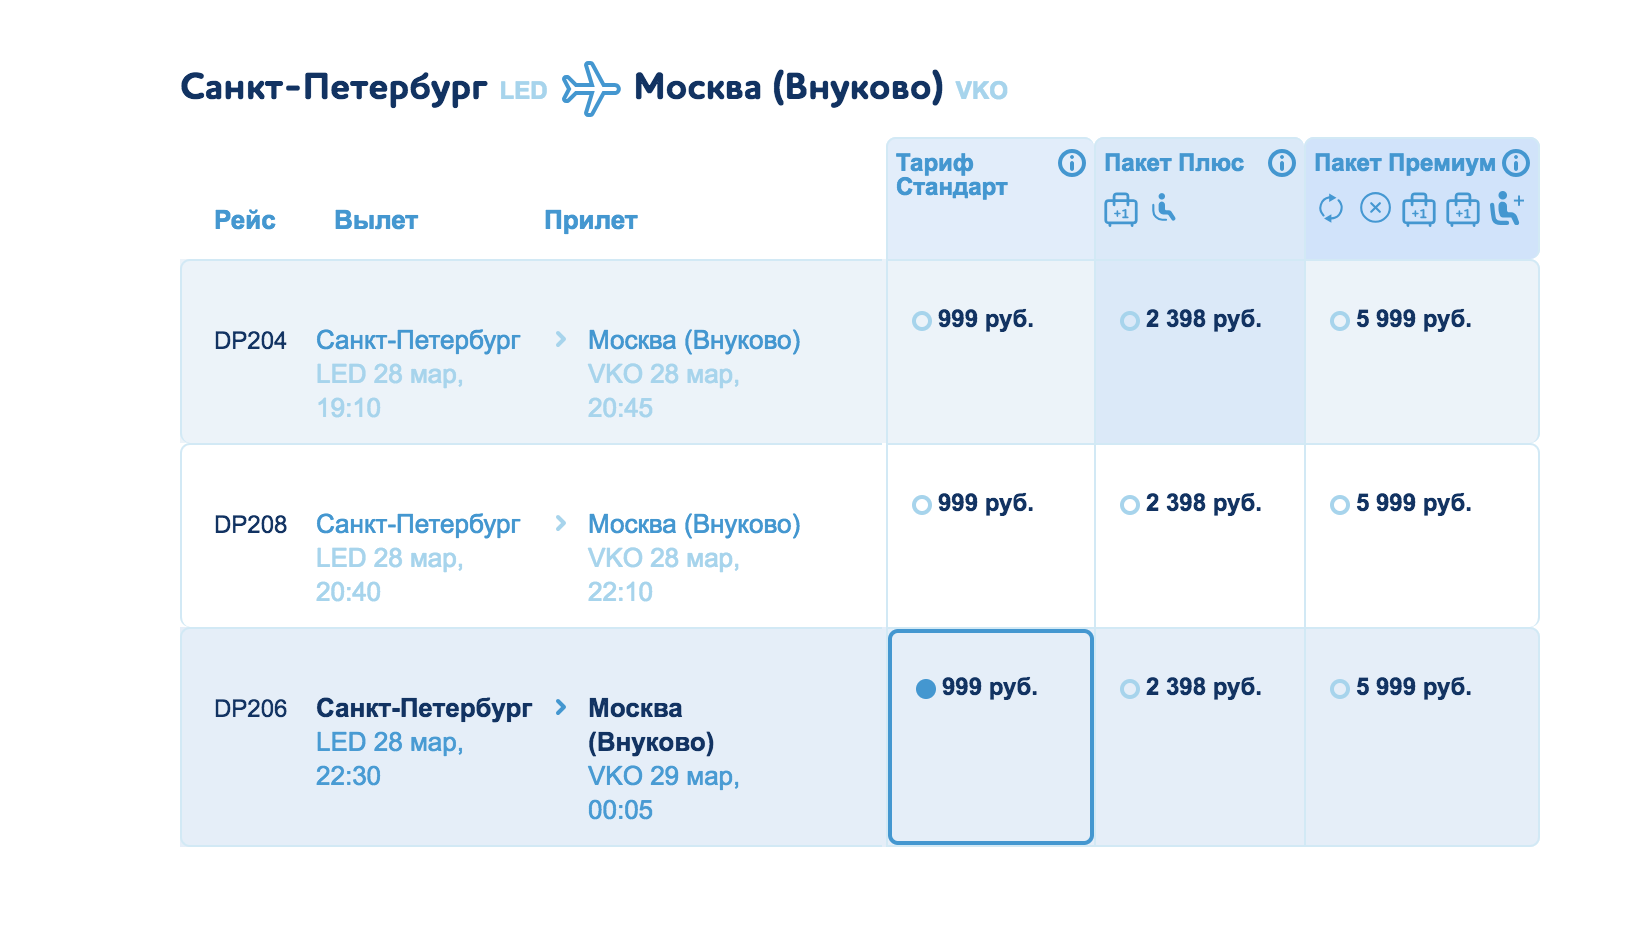 Санкт-Петербург LED Москва (Внуково) VKO
Тариф Стандарт
Пакет Плюс
+1
Пакет Премиум
+1 +1 +
Рейс Вылет Прилет
DP204
Санкт-Петербург
LED 28 мар,
19:10
Москва (Внуково)
VKO 28 мар,
20:45
999 руб.
2 398 руб.
5 999 руб.
DP208
Санкт-Петербург
LED 28 мар,
20:40
Москва (Внуково)
VKO 28 мар,
22:10
999 руб.
2 398 руб.
5 999 руб.
DP206
Санкт-Петербург
LED 28 мар,
22:30
Москва
(Внуково)
VKO 29 мар,
00:05
999 руб.
2 398 руб.
5 999 руб.